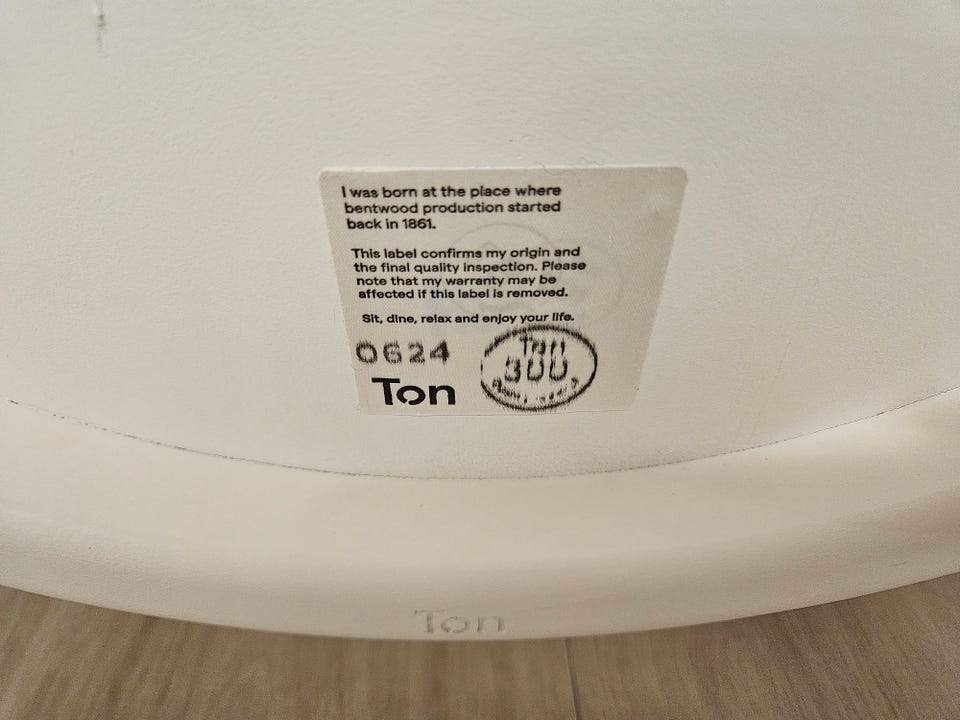 I was born at the place where
bentwood production started
back in 1861.
This label confirms my origin and
the final quality inspection. Please
note that my warranty may be
affected if this label is removed.
Sit, dine, relax and enjoy your life.
0624
Ton
Ton
300
Ton